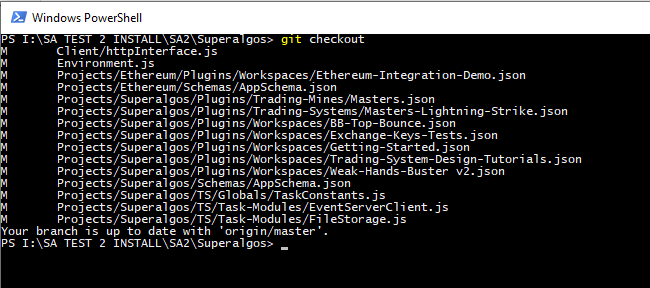 Windows PowerShell
PS I:\SA TEST 2 INSTALL\SA2\Superalgos> git checkout
M       Client/httpInterface.js
M       Environment.js
M       Projects/Ethereum/Plugins/Workspaces/Ethereum-Integration-Demo.json
M       Projects/Ethereum/Schemas/AppSchema.json
M       Projects/Superalgos/Plugins/Trading-Mines/Masters.json
M       Projects/Superalgos/Plugins/Trading-Systems/Masters-Lightning-Strike.json
M       Projects/Superalgos/Plugins/Workspaces/BB-Top-Bounce.json
M       Projects/Superalgos/Plugins/Workspaces/Exchange-Keys-Tests.json
M       Projects/Superalgos/Plugins/Workspaces/Getting-Started.json
M       Projects/Superalgos/Plugins/Workspaces/Trading-System-Design-Tutorials.json
M       Projects/Superalgos/Plugins/Workspaces/Weak-Hands-Buster v2.json
M       Projects/Superalgos/Schemas/AppSchema.json
M       Projects/Superalgos/TS/Globals/TaskConstants.js
M       Projects/Superalgos/TS/Task-Modules/EventServerClient.js
M       Projects/Superalgos/TS/Task-Modules/FileStorage.js
Your branch is up to date with 'origin/master'.
PS I:\SA TEST 2 INSTALL\SA2\Superalgos>